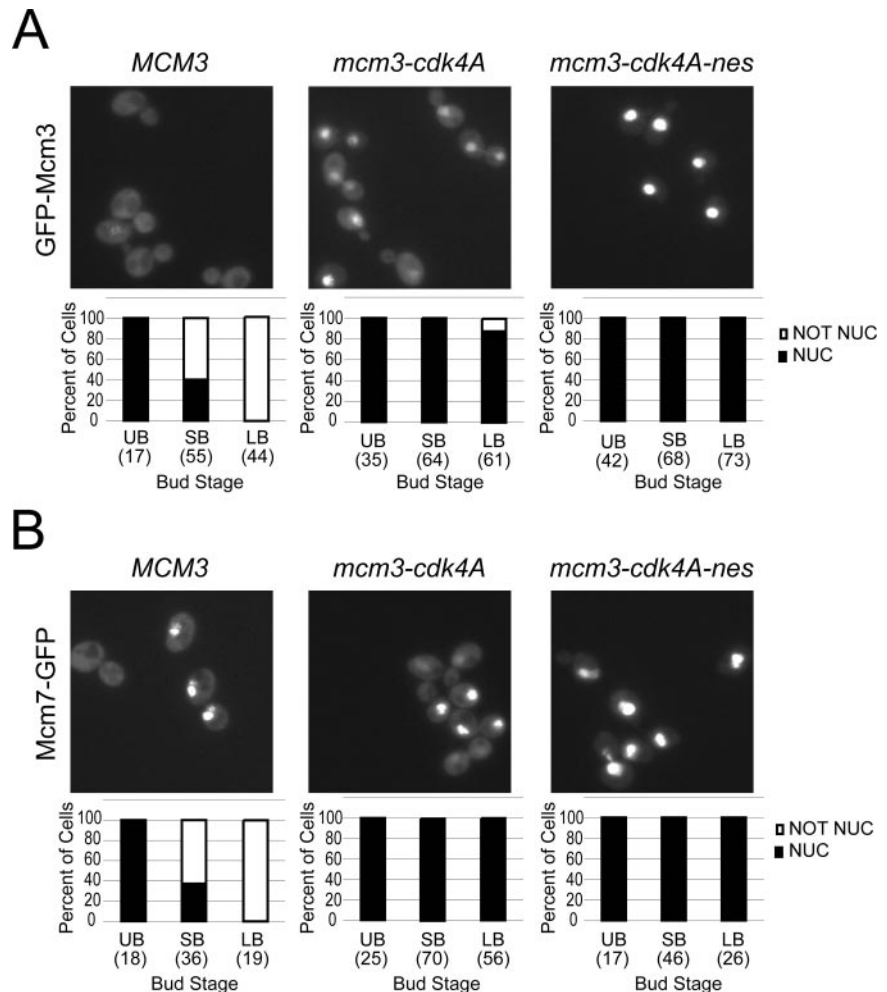 A
MCM3 mcm3-cdk4A mcm3-cdk4A-nes
GFP-Mcm3
Percent of Cells
100
80
60
40
20
0
UB SB LB
(17) (55) (44)
Bud Stage
Percent of Cells
100
80
60
40
20
0
UB SB LB
(35) (64) (61)
Bud Stage
Percent of Cells
100
80
60
40
20
0
UB SB LB
(42) (68) (73)
Bud Stage
NOT NUC
NUC
B
MCM3 mcm3-cdk4A mcm3-cdk4A-nes
Mcm7-GFP
Percent of Cells
100
80
60
40
20
0
UB SB LB
(18) (36) (19)
Bud Stage
Percent of Cells
100
80
60
40
20
0
UB SB LB
(25) (70) (56)
Bud Stage
Percent of Cells
100
80
60
40
20
0
UB SB LB
(17) (46) (26)
Bud Stage
NOT NUC
NUC